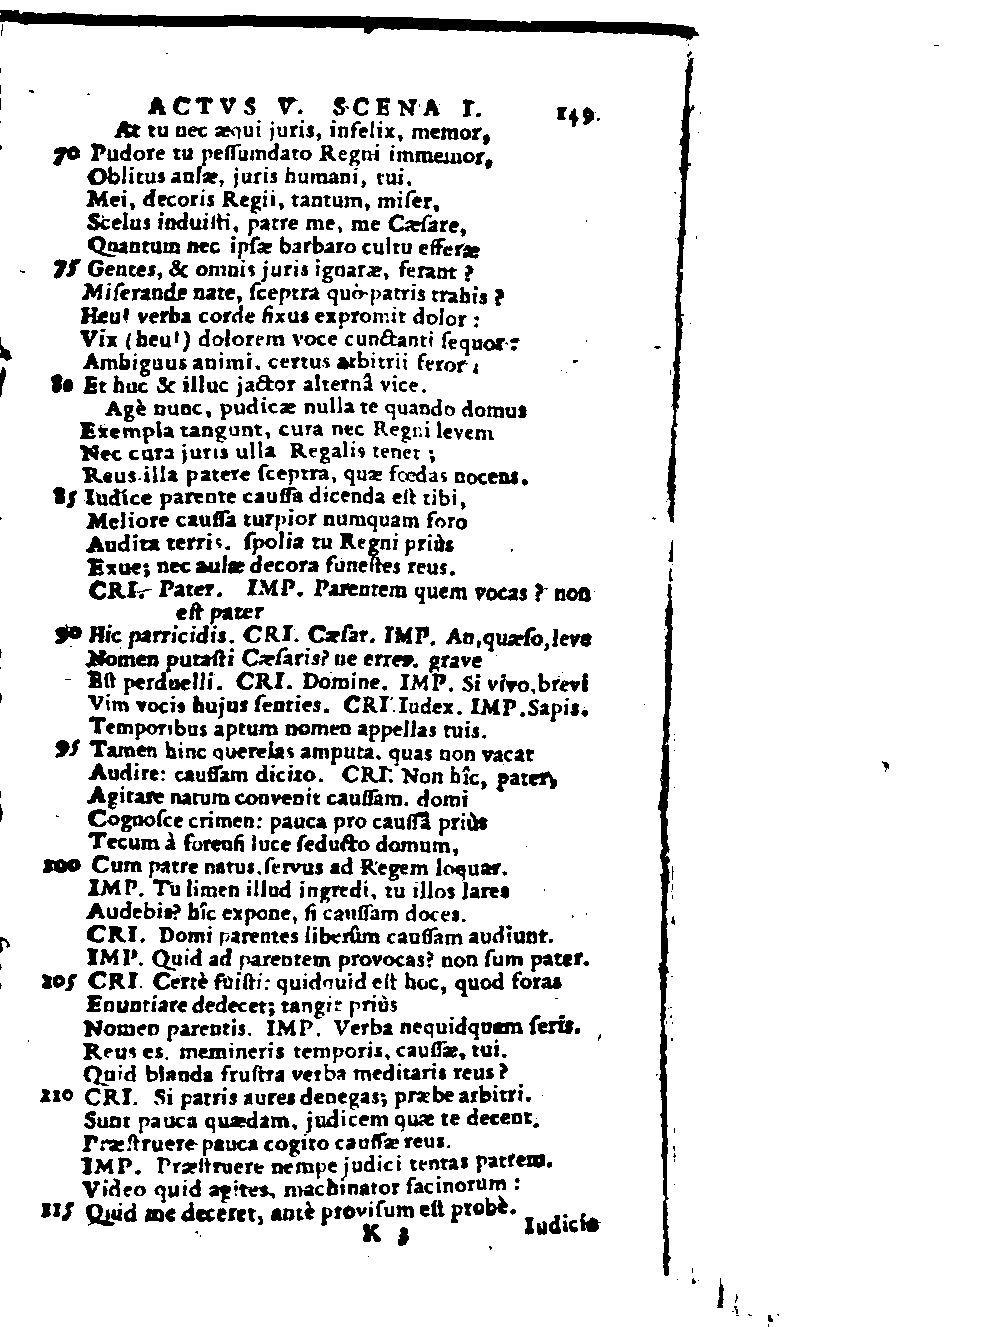 ACTVS V. SCENA I. 149.
At tu nec æqui juris, infelix, memor,
70 Pudore tu peſſumdato Regni immemor,
Oblitus anſæ, juris humani, tui,
Mei, decoris Regii, tantum, miſer,
Scelus induiſti, patre me, me Cæſare,
Quantum nec ipſæ barbaro cultu efferæ
75 Gentes, & omnis juris ignaræ, ferant ?
Miſerande nate, ſceptra quò patris trahis ?
Heu! verba corde fixus expromit dolor :
Vix (heu!) dolorem voce cunctanti ſequor :
Ambiguus animi, certus arbitrii feror ;
80 Et huc & illuc jactor alternâ vice.
Agè nunc, pudicæ nulla te quando domus
Exempla tangunt, cura nec Regni levem
Nec cura juris ulla Regalis tenet ;
Reus illa patere ſceptra, quæ fœdas nocens.
85 Iudice parente cauſſa dicenda eſt tibi,
Meliore cauſſa turpior numquam foro
Audita terris. ſpolia tu Regni priùs
Exue; nec aulæ decora funeſtes reus.
CRI. Pater. IMP. Parentem quem vocas ? non
eſt pater
90 Hic parricidis. CRI. Cæſar. IMP. An, quæſo, leve
Nomen putaſti Cæſaris? ne erres. grave
Eſt perduelli. CRI. Domine. IMP. Si vivo, brevi
Vim vocis hujus ſenties. CRI. Iudex. IMP. Sapis.
Temporibus aptum nomen appellas tuis.
95 Tamen hinc querelas amputa, quas non vacat
Audire: cauſſam dicito. CRI. Non hîc, pater,
Agitare natum convenit cauſſam. domi
Cognoſce crimen: pauca pro cauſſâ priùs
Tecum à forenſi luce ſeducto domum,
100 Cum patre natus, ſervus ad Regem loquar.
IMP. Tu limen illud ingredi, tu illos lares
Audebis? hîc expone, ſi cauſſam doces.
CRI. Domi parentes liberûm cauſſam audiunt.
IMP. Quid ad parentem provocas? non ſum pater.
105 CRI. Certè fuiſti: quidquid eſt hoc, quod foras
Enuntiare dedecet; tangit priùs
Nomen parentis. IMP. Verba nequidquam ſeris.
Reus es. memineris temporis, cauſſæ, tui.
Quid blanda fruſtra verba meditaris reus ?
110 CRI. Si patris aures denegas; præbe arbitri.
Sunt pauca quædam, judicem quæ te decent.
Præſtruere pauca cogito cauſſæ reus.
IMP. Præſtruere nempe judici tentas patrem.
Video quid agites, machinator facinorum :
115 Quid me deceret, antè proviſum eſt probè.
K 3 Iudicio